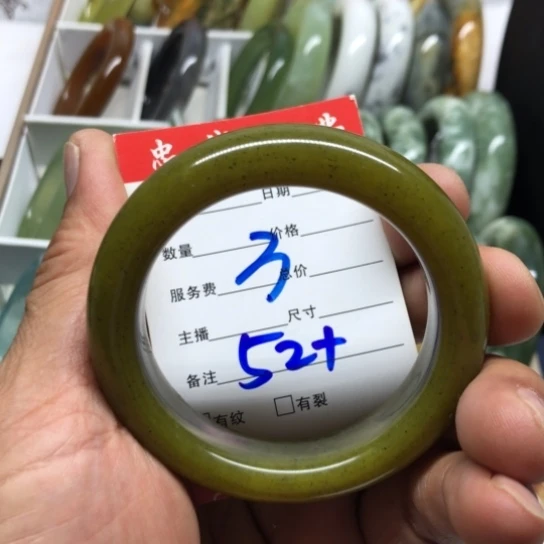 日期
数量 价格
3
服务费 总价
主播 尺寸
52+
备注
有纹 □有裂